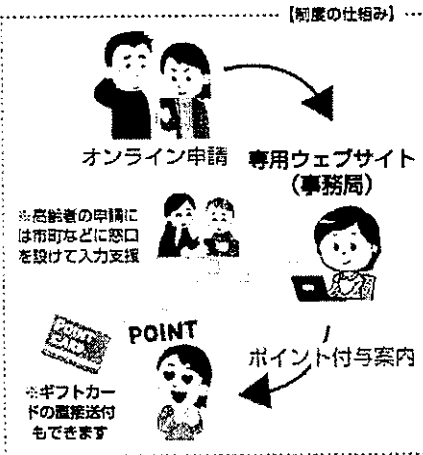 【制度の仕組み】
オンライン申請
専用ウェブサイト
（事務局）
※高齢者の申請に
は市町などに窓口
を設けて入力支援
POINT
ポイント付与案内
※ギフトカー
ドの直接送付
もできます